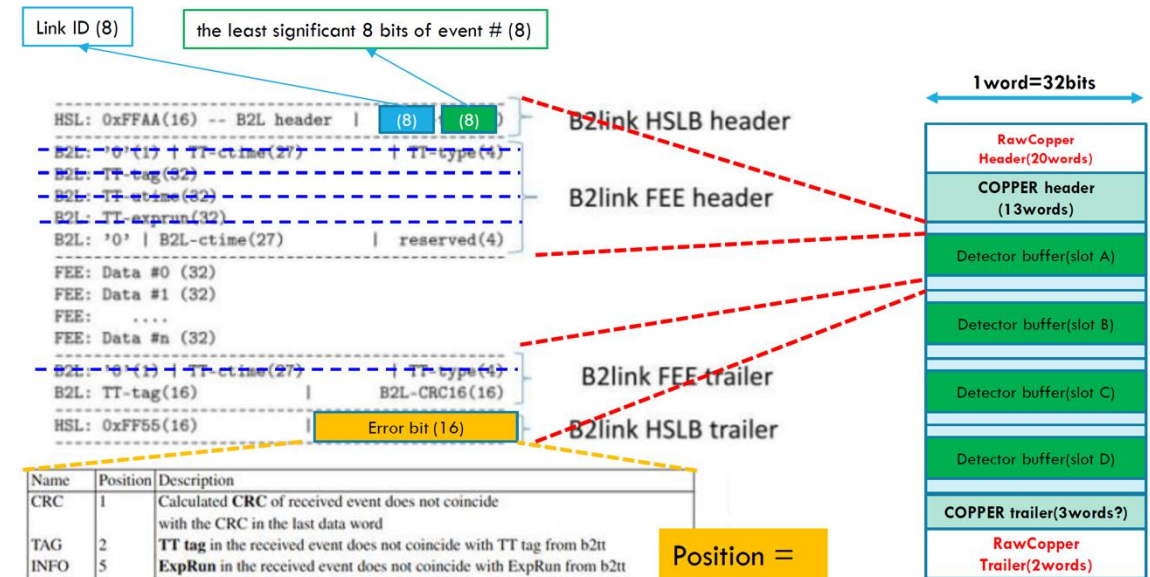 Link ID (8)
the least significant 8 bits of event # (8)
HSL: 0xFFAA(16) -- B2L header | (8) (8)
B2link HSLB header
B2L: '0'(1) | TT-ctime(27) | TT-type(4)
B2L: TT-tag(32)
B2L: TT-utime(32)
B2L: TT-exprun(32)
B2L: '0' | B2L-ctime(27) | reserved(4)
B2link FEE header
FEE: Data #0 (32)
FEE: Data #1 (32)
FEE: ....
FEE: Data #n (32)
B2L: '0'(1) | TT-ctime(27) | TT-type(4)
B2L: TT-tag(16) | B2L-CRC16(16)
B2link FEE trailer
HSL: 0xFF55(16) | Error bit (16)
B2link HSLB trailer
Name Position Description
CRC 1 Calculated CRC of received event does not coincide
with the CRC in the last data word
TAG 2 TT tag in the received event does not coincide with TT tag from b2tt
INFO 5 ExpRun in the received event does not coincide with ExpRun from b2tt
Position =
1 word=32bits
RawCopper
Header(20words)
COPPER header
(13words)
Detector buffer(slot A)
Detector buffer(slot B)
Detector buffer(slot C)
Detector buffer(slot D)
COPPER trailer(3words?)
RawCopper
Trailer(2words)